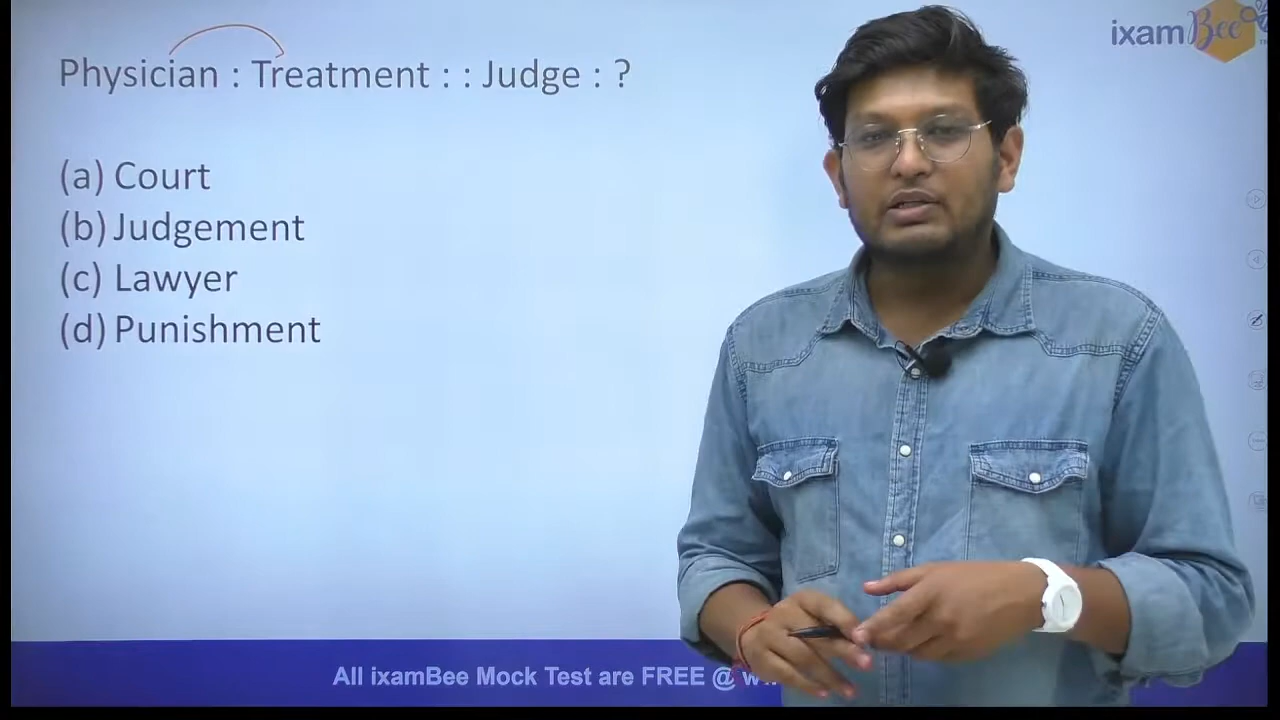 ixamBee
Physician : Treatment : : Judge : ?
(a) Court
(b) Judgement
(c) Lawyer
(d) Punishment
All ixamBee Mock Test are FREE @